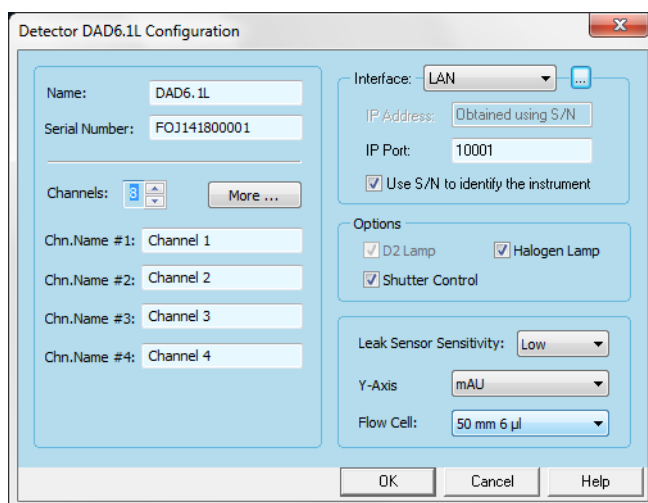 Detector DAD6.1L Configuration
Name: DAD6.1L
Serial Number: FOJ141800001
Channels: 8 More ...
Chn.Name #1: Channel 1
Chn.Name #2: Channel 2
Chn.Name #3: Channel 3
Chn.Name #4: Channel 4
Interface: LAN ...
IP Address: Obtained using S/N
IP Port: 10001
Use S/N to identify the instrument
Options
D2 Lamp Halogen Lamp
Shutter Control
Leak Sensor Sensitivity: Low
Y-Axis mAU
Flow Cell: 50 mm 6 µl
OK Cancel Help